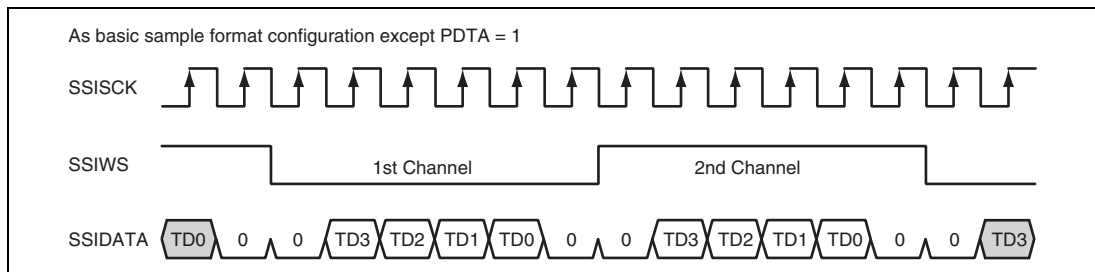 As basic sample format configuration except PDTA = 1
SSISCK
SSIWS 1st Channel 2nd Channel
SSIDATA TD0 0 0 TD3 TD2 TD1 TD0 0 0 TD3 TD2 TD1 TD0 0 0 TD3